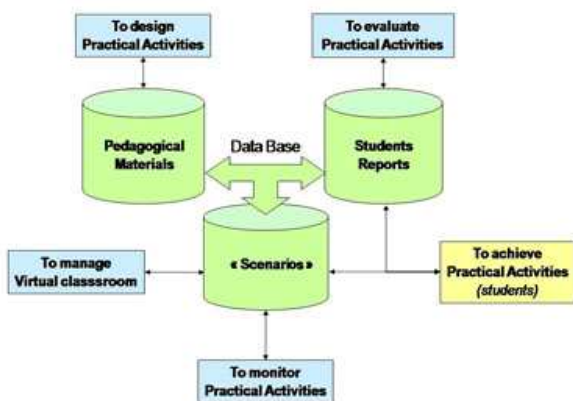 To design
Practical Activities
To evaluate
Practical Activities
Pedagogical
Materials
Data Base
Students
Reports
To manage
Virtual classsroom
« Scenarios »
To achieve
Practical Activities
(students)
To monitor
Practical Activities